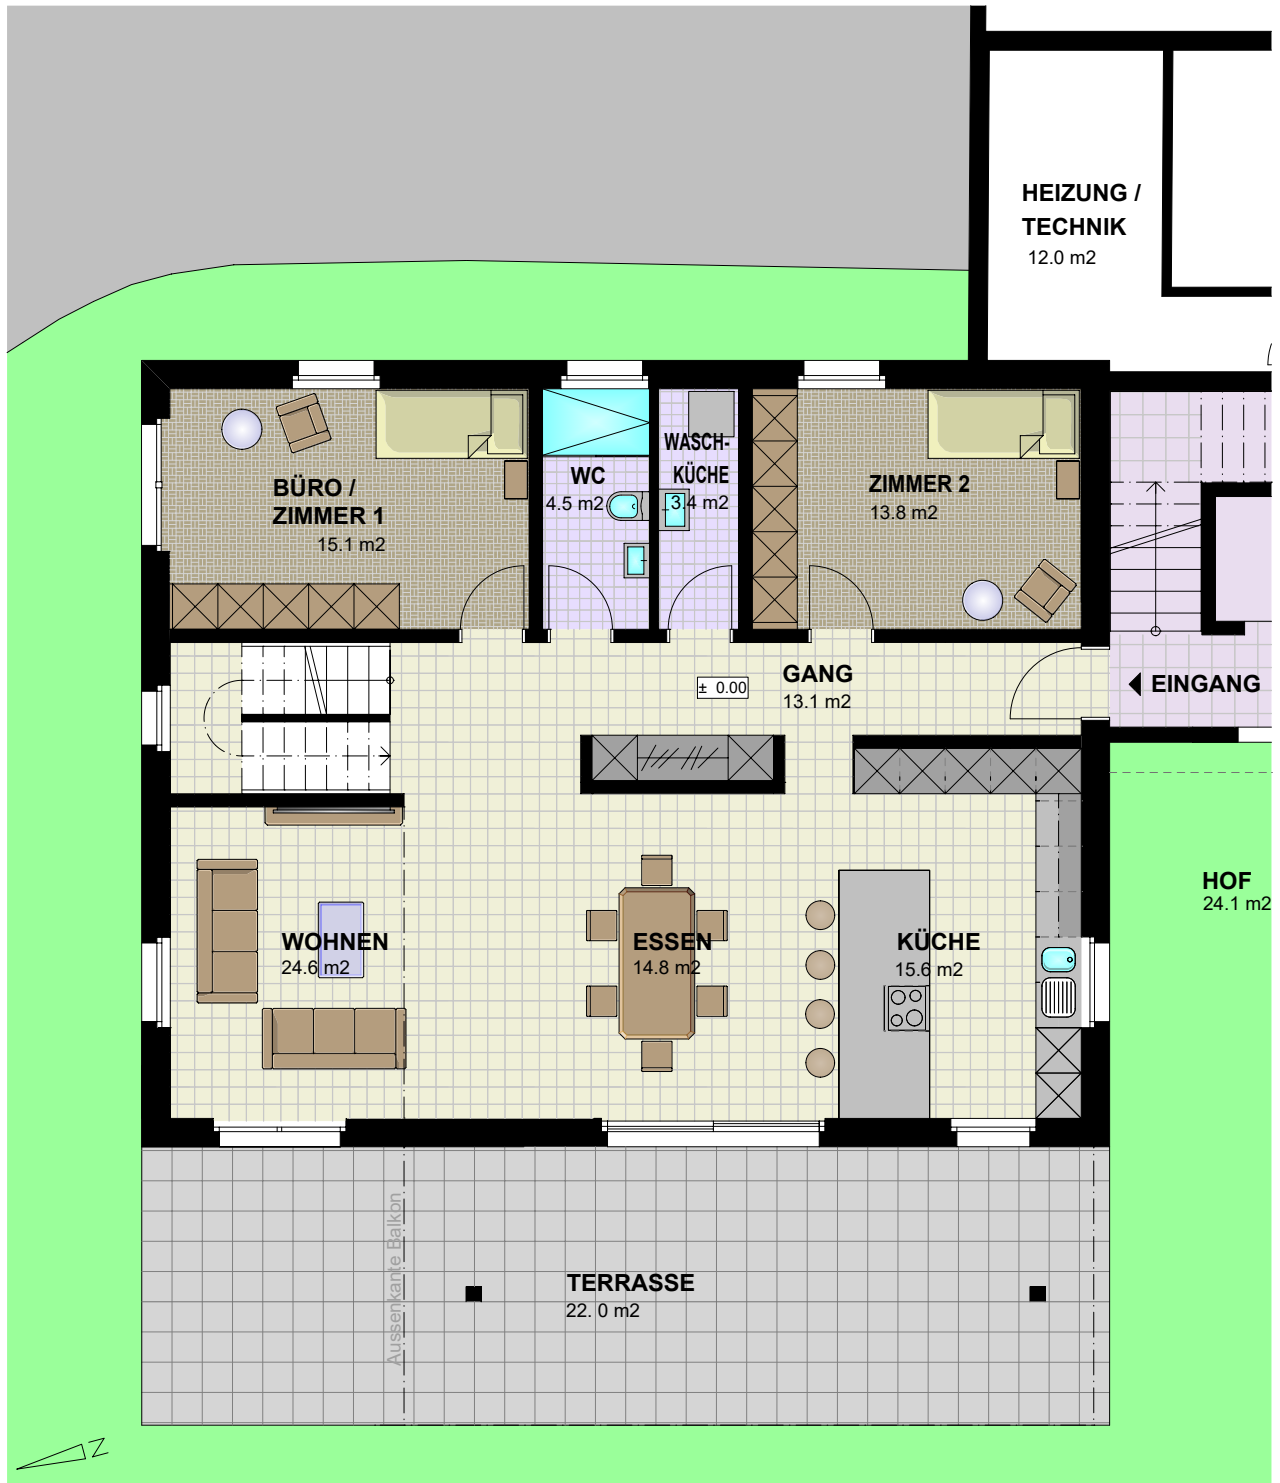 HEIZUNG /
TECHNIK
12.0 m2
BÜRO /
ZIMMER 1
15.1 m2
WC
4.5 m2
WASCH-
KÜCHE
3.4 m2
ZIMMER 2
13.8 m2
GANG
13.1 m2
± 0.00
EINGANG
HOF
24.1 m2
WOHNEN
24.6 m2
ESSEN
14.8 m2
KÜCHE
15.6 m2
Aussenkante Balkon
TERRASSE
22. 0 m2
N